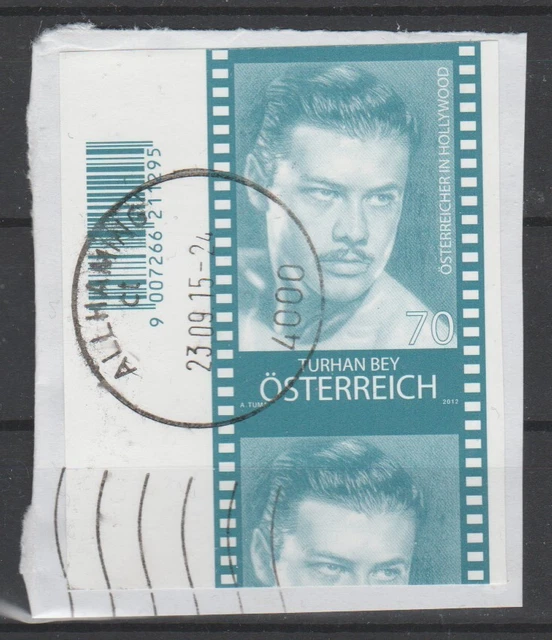 ÖSTERREICHER IN HOLLYWOOD
70
TURHAN BEY
ÖSTERREICH
2012
9 007266 211295
23.09.15-24
4000